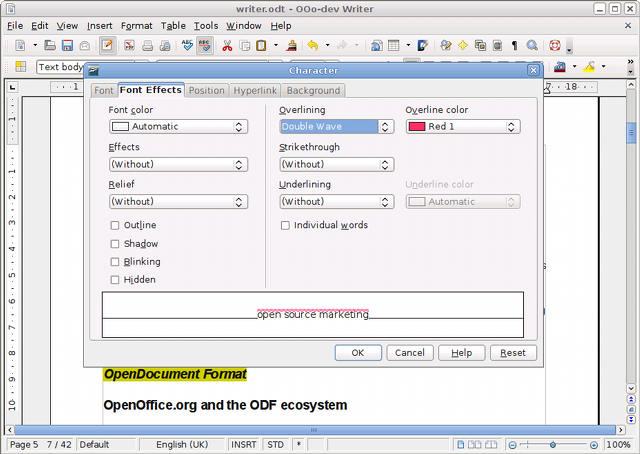 writer.odt - OOo-dev Writer
File Edit View Insert Format Table Tools Window Help
Text body
Character
Font Font Effects Position Hyperlink Background
Font color Overlining Overline color
Automatic Double Wave Red 1
Effects Strikethrough
(Without) (Without)
Relief Underlining Underline color
(Without) (Without) Automatic
Outline Individual words
Shadow
Blinking
Hidden
open source marketing
OK Cancel Help Reset
OpenDocument Format
OpenOffice.org and the ODF ecosystem
Page 5 7 / 42 Default English (UK) INSRT STD * 100%